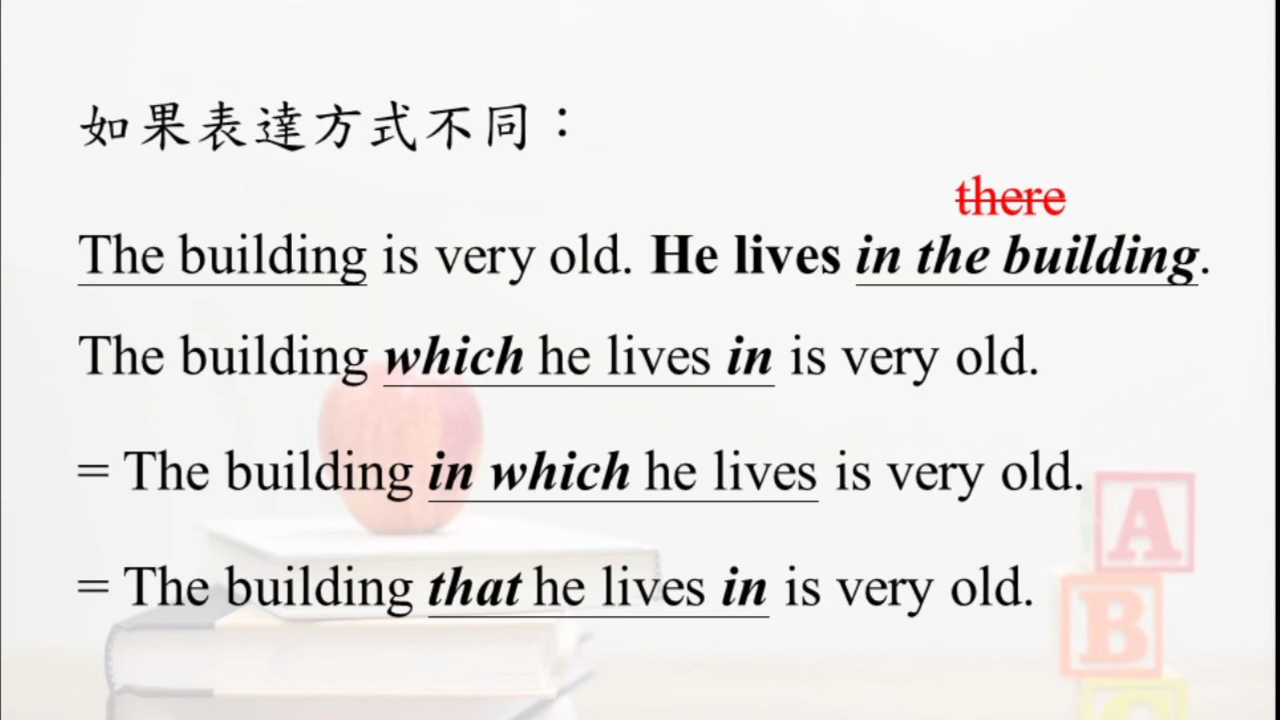 如果表達方式不同：
there
The building is very old. He lives in the building.
The building which he lives in is very old.
= The building in which he lives is very old.
= The building that he lives in is very old.
A
B
C